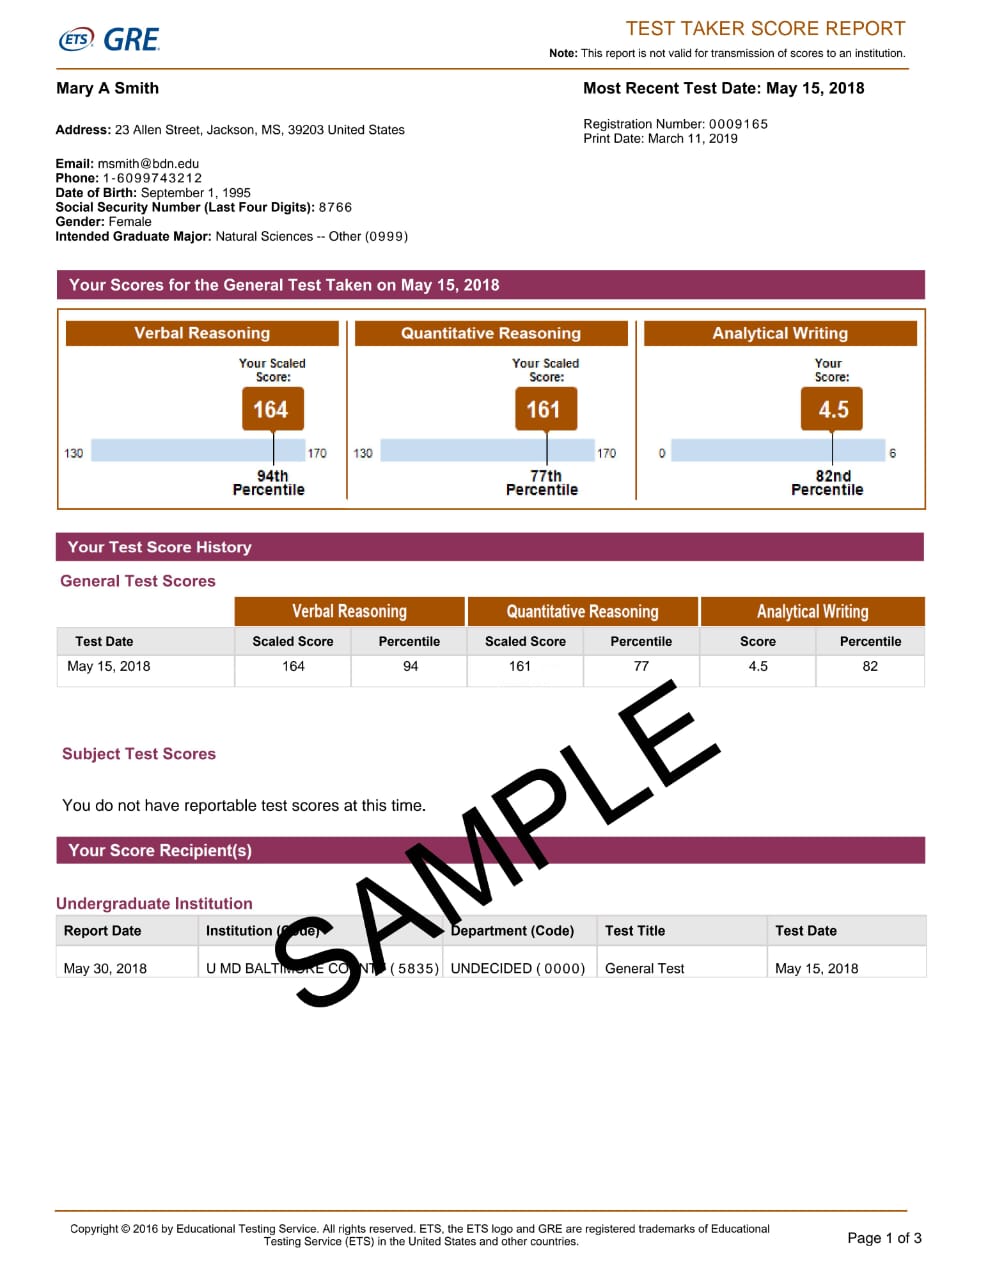 ETS GRE
TEST TAKER SCORE REPORT
Note: This report is not valid for transmission of scores to an institution.
Mary A Smith
Most Recent Test Date: May 15, 2018
Address: 23 Allen Street, Jackson, MS, 39203 United States
Registration Number: 0009165
Print Date: March 11, 2019
Email: msmith@bdn.edu
Phone: 1-6099743212
Date of Birth: September 1, 1995
Social Security Number (Last Four Digits): 8766
Gender: Female
Intended Graduate Major: Natural Sciences -- Other (0999)
Your Scores for the General Test Taken on May 15, 2018
Verbal Reasoning
Your Scaled
Score:
164
130 170
94th
Percentile
Quantitative Reasoning
Your Scaled
Score:
161
130 170
77th
Percentile
Analytical Writing
Your
Score:
4.5
0 6
82nd
Percentile
Your Test Score History
General Test Scores
Verbal Reasoning Quantitative Reasoning Analytical Writing
Test Date Scaled Score Percentile Scaled Score Percentile Score Percentile
May 15, 2018 164 94 161 77 4.5 82
Subject Test Scores
You do not have reportable test scores at this time.
Your Score Recipient(s)
SAMPLE
Undergraduate Institution
Report Date Institution (Code) Department (Code) Test Title Test Date
May 30, 2018 U MD BALTIMORE COUNTY ( 5835) UNDECIDED ( 0000) General Test May 15, 2018
Copyright © 2016 by Educational Testing Service. All rights reserved. ETS, the ETS logo and GRE are registered trademarks of Educational
Testing Service (ETS) in the United States and other countries.
Page 1 of 3